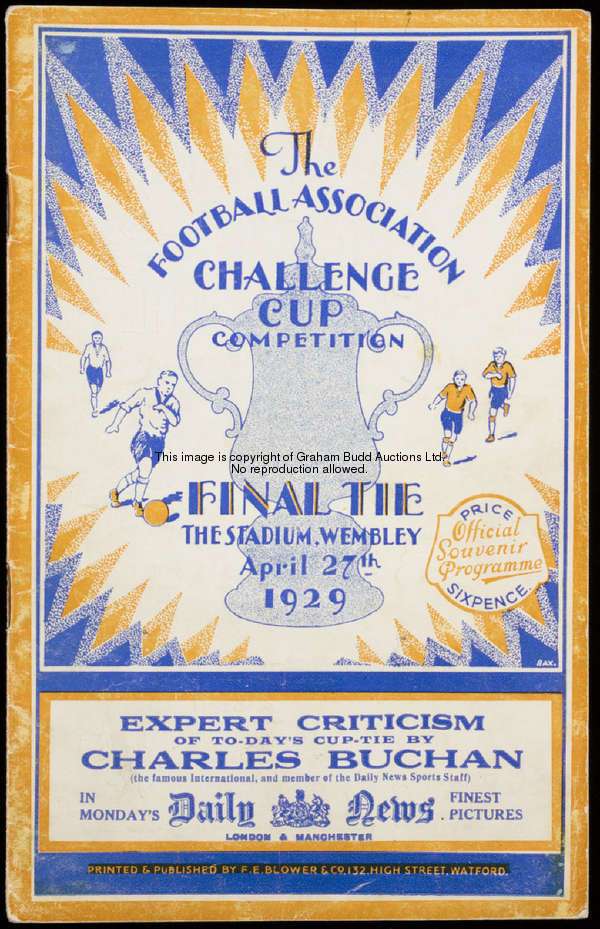 The
FOOTBALL ASSOCIATION
CHALLENGE
CUP
COMPETITION
This image is copyright of Graham Budd Auctions Ltd
No reproduction allowed.
FINAL TIE
THE STADIUM, WEMBLEY
April 27th
1929
PRICE
Official
Souvenir
Programme
SIXPENCE
BAX.
EXPERT CRITICISM
OF TO-DAY'S CUP-TIE BY
CHARLES BUCHAN
(the famous International, and member of the Daily News Sports Staff)
IN MONDAY'S Daily News. FINEST PICTURES
LONDON & MANCHESTER
PRINTED & PUBLISHED BY F. E. BLOWER & CO. 132, HIGH STREET, WATFORD.